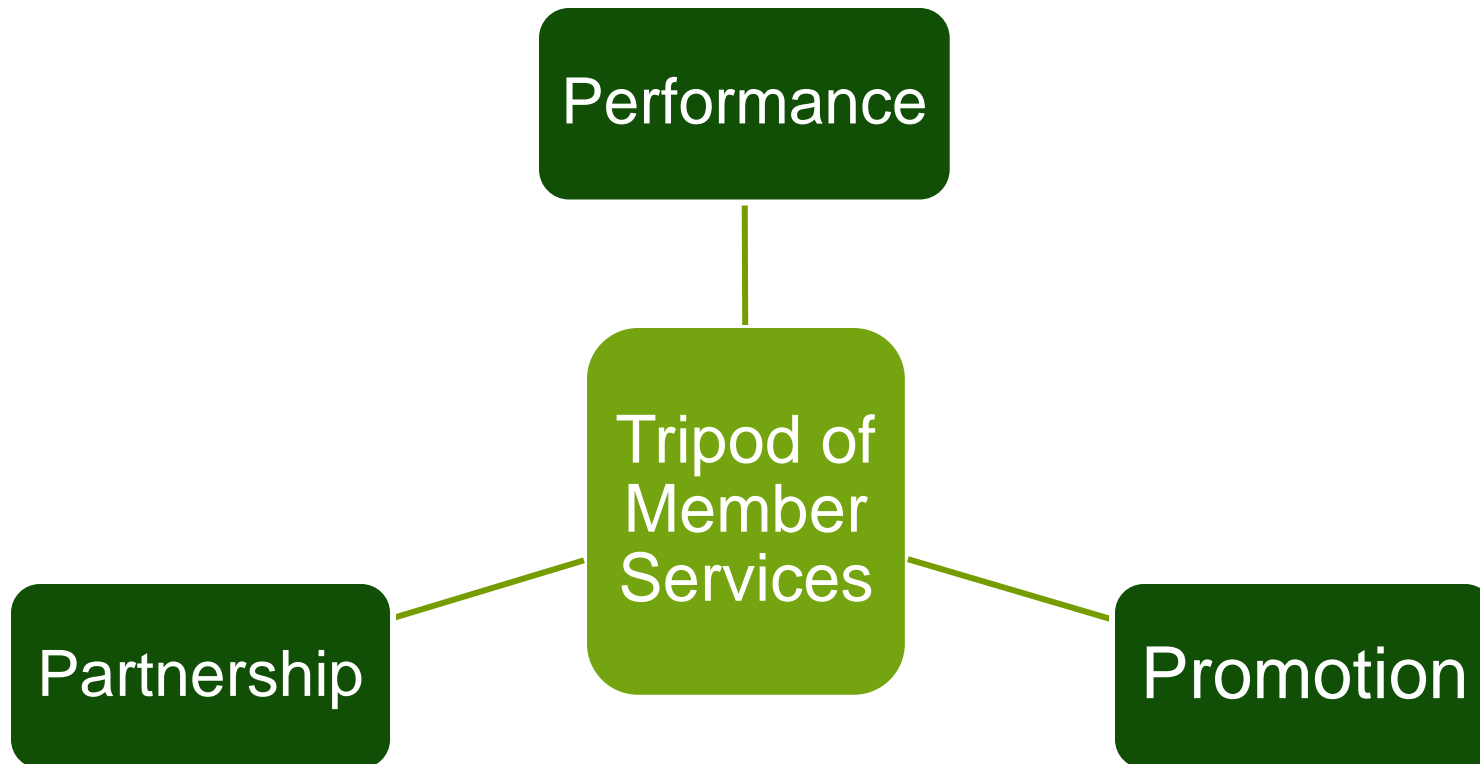 Performance
Tripod of
Member
Services
Partnership
Promotion